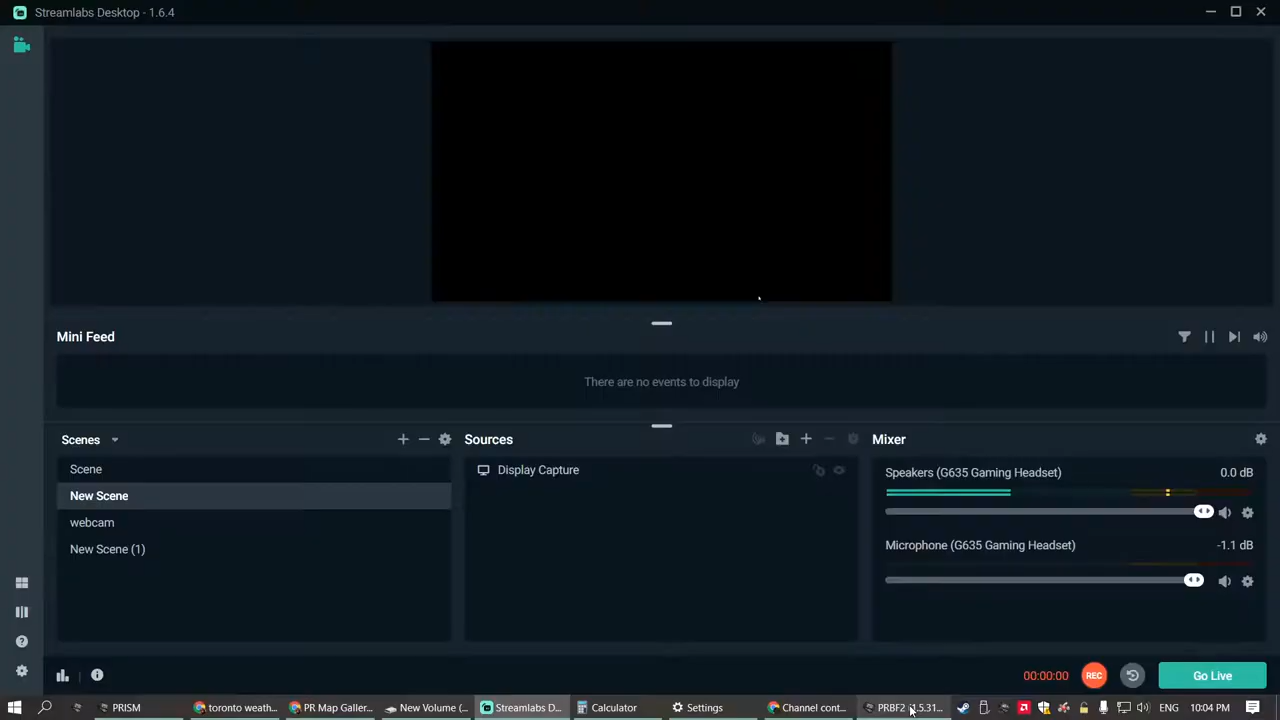 Streamlabs Desktop - 1.6.4
Mini Feed
There are no events to display
Scenes
Scene
New Scene
webcam
New Scene (1)
Sources
Display Capture
Mixer
Speakers (G635 Gaming Headset) 0.0 dB
Microphone (G635 Gaming Headset) -1.1 dB
00:00:00 REC Go Live
PRISM toronto weath... PR Map Galler... New Volume (... Streamlabs D... Calculator Settings Channel cont... ENG 10:04 PM